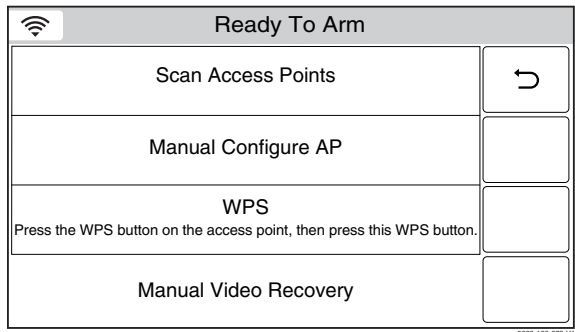 Ready To Arm
Scan Access Points
Manual Configure AP
WPS
Press the WPS button on the access point, then press this WPS button.
Manual Video Recovery